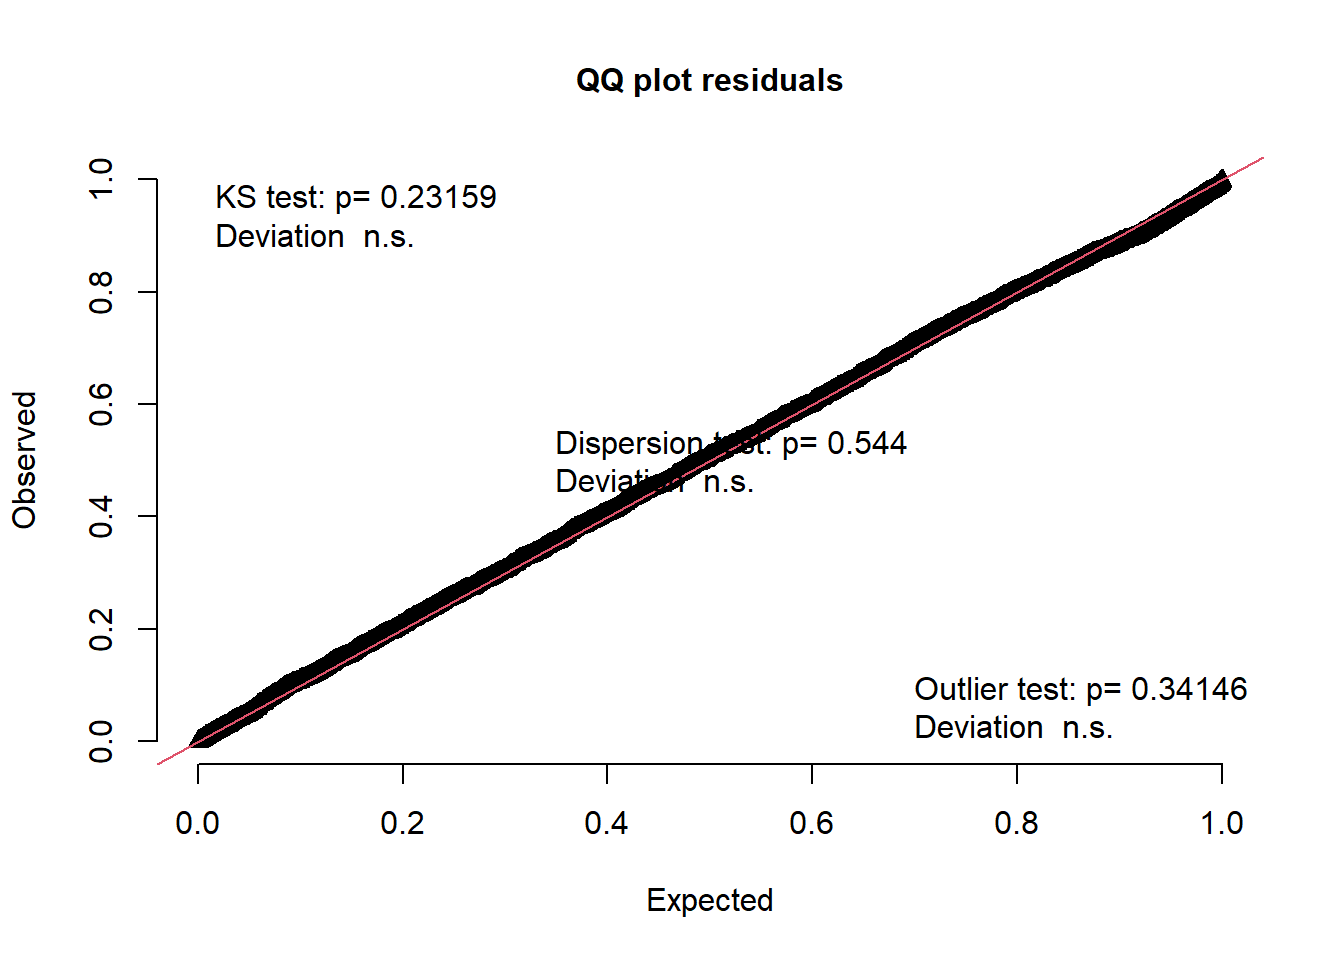 QQ plot residuals
KS test: p= 0.23159
Deviation  n.s.
Dispersion test: p= 0.544
Deviation  n.s.
Outlier test: p= 0.34146
Deviation  n.s.
Observed
0.0 0.2 0.4 0.6 0.8 1.0
0.0 0.2 0.4 0.6 0.8 1.0
Expected